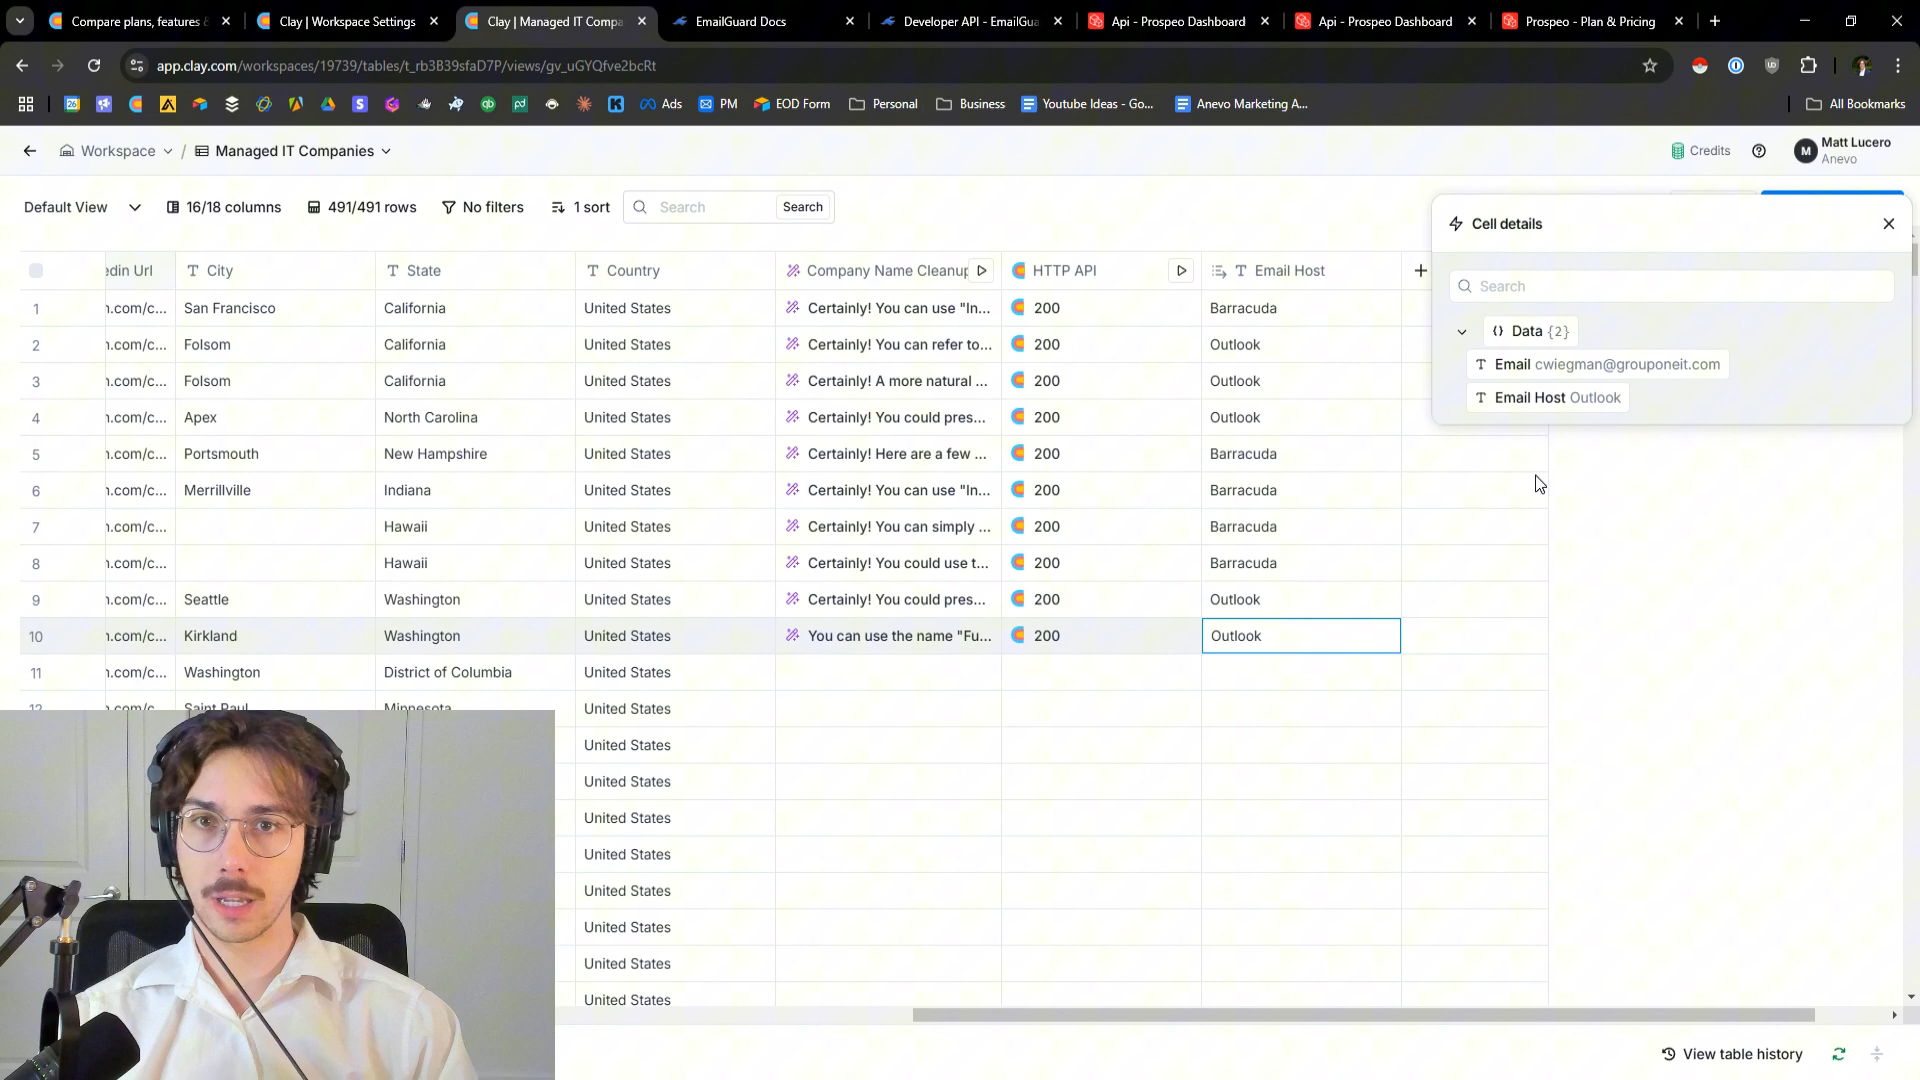 Compare plans, features &
Clay | Workspace Settings
Clay | Managed IT Compa
EmailGuard Docs
Developer API - EmailGua
Api - Prospeo Dashboard
Api - Prospeo Dashboard
Prospeo - Plan & Pricing
app.clay.com/workspaces/19739/tables/t_rb3B39sfaD7P/views/gv_uGYQfve2bcRt
Ads
PM
EOD Form
Personal
Business
Youtube Ideas - Go...
Anevo Marketing A...
All Bookmarks
Workspace / Managed IT Companies
Credits
M
Matt Lucero
Anevo
Default View
16/18 columns
491/491 rows
No filters
1 sort
Search
Search
Cell details
Search
Data {2}
Email cwiegman@grouponeit.com
Email Host Outlook
edin Url City State Country Company Name Cleanup HTTP API Email Host
1 n.com/c... San Francisco California United States Certainly! You can use "In... 200 Barracuda
2 n.com/c... Folsom California United States Certainly! You can refer to... 200 Outlook
3 n.com/c... Folsom California United States Certainly! A more natural ... 200 Outlook
4 n.com/c... Apex North Carolina United States Certainly! You could pres... 200 Outlook
5 n.com/c... Portsmouth New Hampshire United States Certainly! Here are a few ... 200 Barracuda
6 n.com/c... Merrillville Indiana United States Certainly! You can use "In... 200 Barracuda
7 n.com/c... Hawaii United States Certainly! You can simply ... 200 Barracuda
8 n.com/c... Hawaii United States Certainly! You could use t... 200 Barracuda
9 n.com/c... Seattle Washington United States Certainly! You could pres... 200 Outlook
10 n.com/c... Kirkland Washington United States You can use the name "Fu... 200 Outlook
11 n.com/c... Washington District of Columbia United States
12 n.com/c... Saint Paul Minnesota United States
United States
United States
United States
United States
United States
United States
United States
United States
View table history